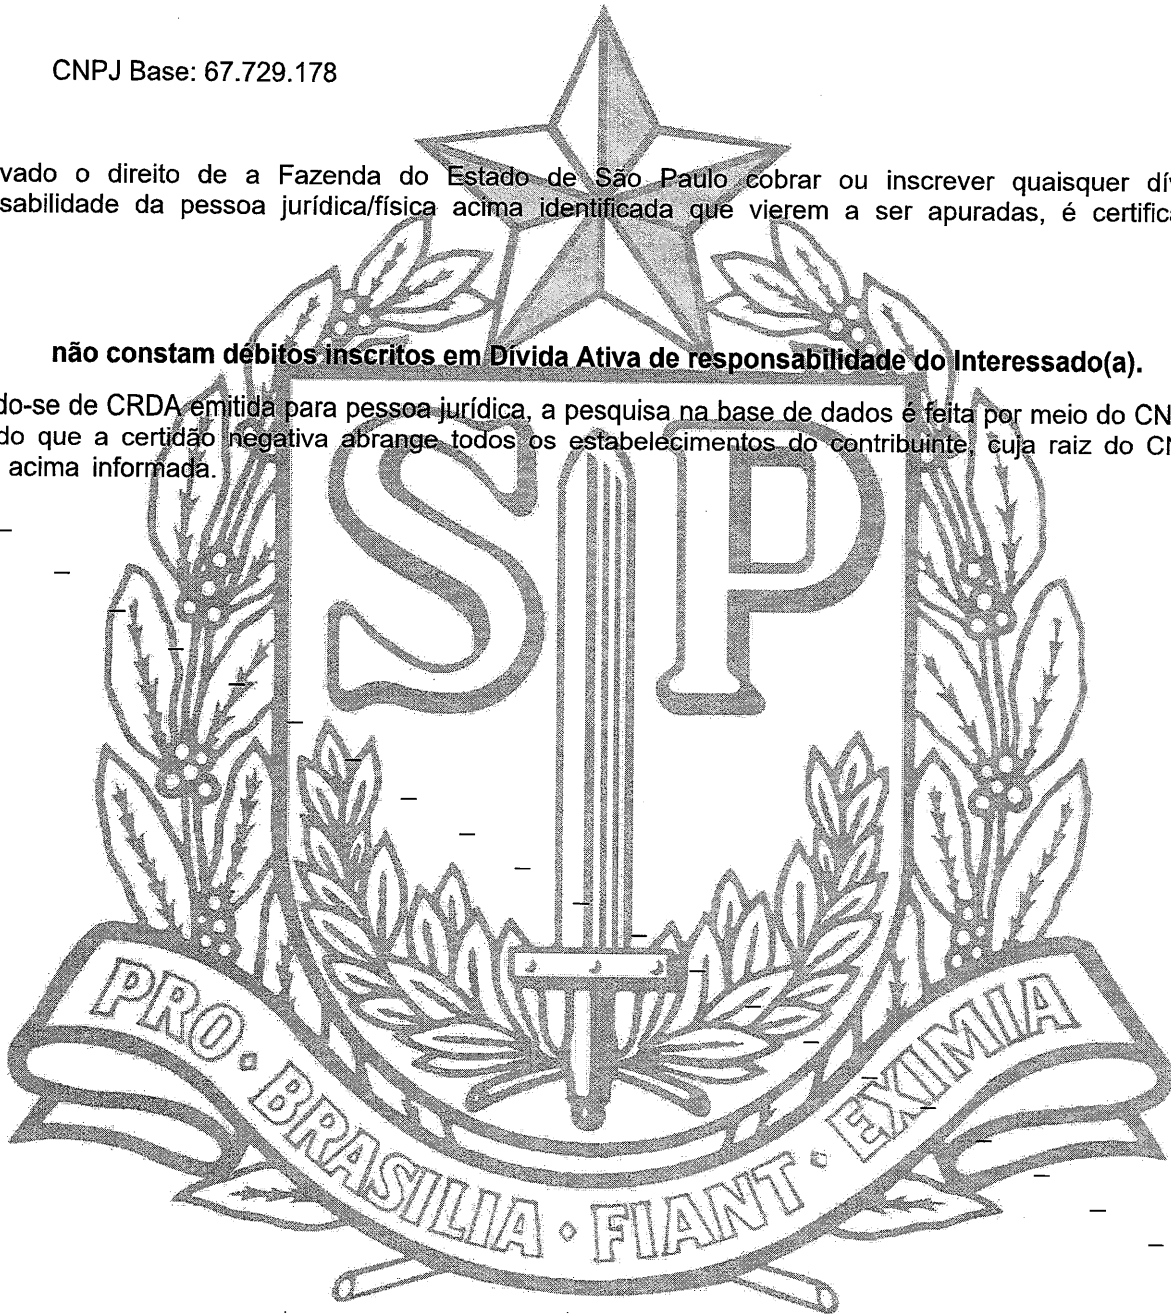 CNPJ Base: 67.729.178
vado o direito de a Fazenda do Estado de São Paulo cobrar ou inscrever quaisquer dív
sabilidade da pessoa jurídica/física acima identificada que vierem a ser apuradas, é certifica
não constam débitos inscritos em Dívida Ativa de responsabilidade do Interessado(a).
do-se de CRDA emitida para pessoa jurídica, a pesquisa na base de dados é feita por meio do CN
do que a certidão negativa abrange todos os estabelecimentos do contribuinte, cuja raiz do CN
acima informada.
SP
PRO · BRASILIA · FIANT · EXIMIA